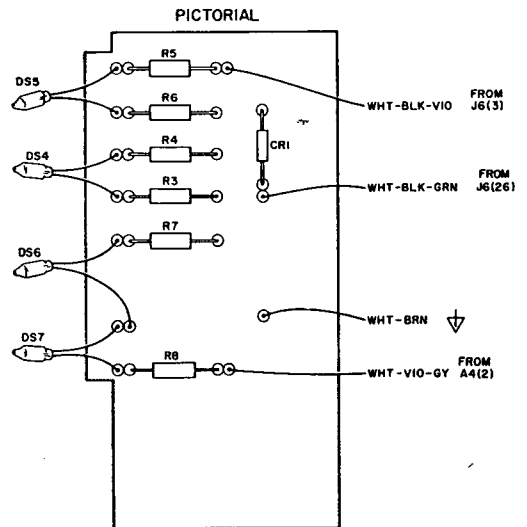 PICTORIAL
R5
DS5
WHT-BLK-VIO FROM J6(3)
R6
DS4
R4
CR1
R3
WHT-BLK-GRN FROM J6(26)
R7
DS6
WHT-BRN
DS7
R8
WHT-VIO-GY FROM A4(2)